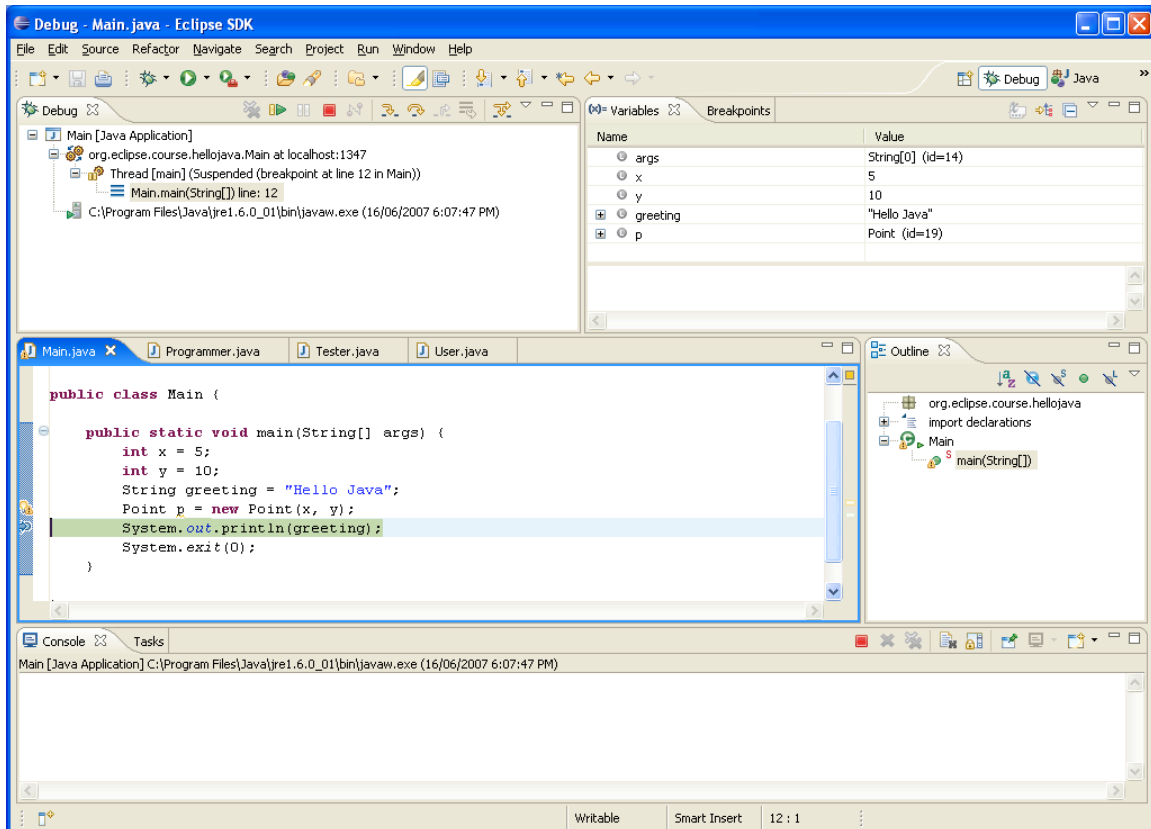 Debug - Main.java - Eclipse SDK
File Edit Source Refactor Navigate Search Project Run Window Help
Debug Java »
Debug
Main [Java Application]
org.eclipse.course.hellojava.Main at localhost:1347
Thread [main] (Suspended (breakpoint at line 12 in Main))
Main.main(String[]) line: 12
C:\Program Files\Java\jre1.6.0_01\bin\javaw.exe (16/06/2007 6:07:47 PM)
(x)= Variables Breakpoints
Name Value
args String[0] (id=14)
x 5
y 10
greeting "Hello Java"
p Point (id=19)
Main.java Programmer.java Tester.java User.java
public class Main {
public static void main(String[] args) {
int x = 5;
int y = 10;
String greeting = "Hello Java";
Point p = new Point(x, y);
System.out.println(greeting);
System.exit(0);
}
Outline
org.eclipse.course.hellojava
import declarations
Main
S main(String[])
Console Tasks
Main [Java Application] C:\Program Files\Java\jre1.6.0_01\bin\javaw.exe (16/06/2007 6:07:47 PM)
Writable Smart Insert 12 : 1